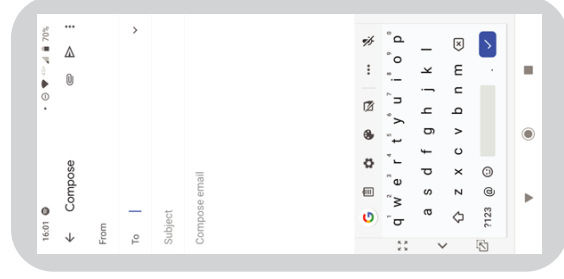 16:01 70%
Compose
From
To
Subject
Compose email
G
q w e r t y u i o p
1 2 3 4 5 6 7 8 9 0
a s d f g h j k l
z x c v b n m
?123 @ .